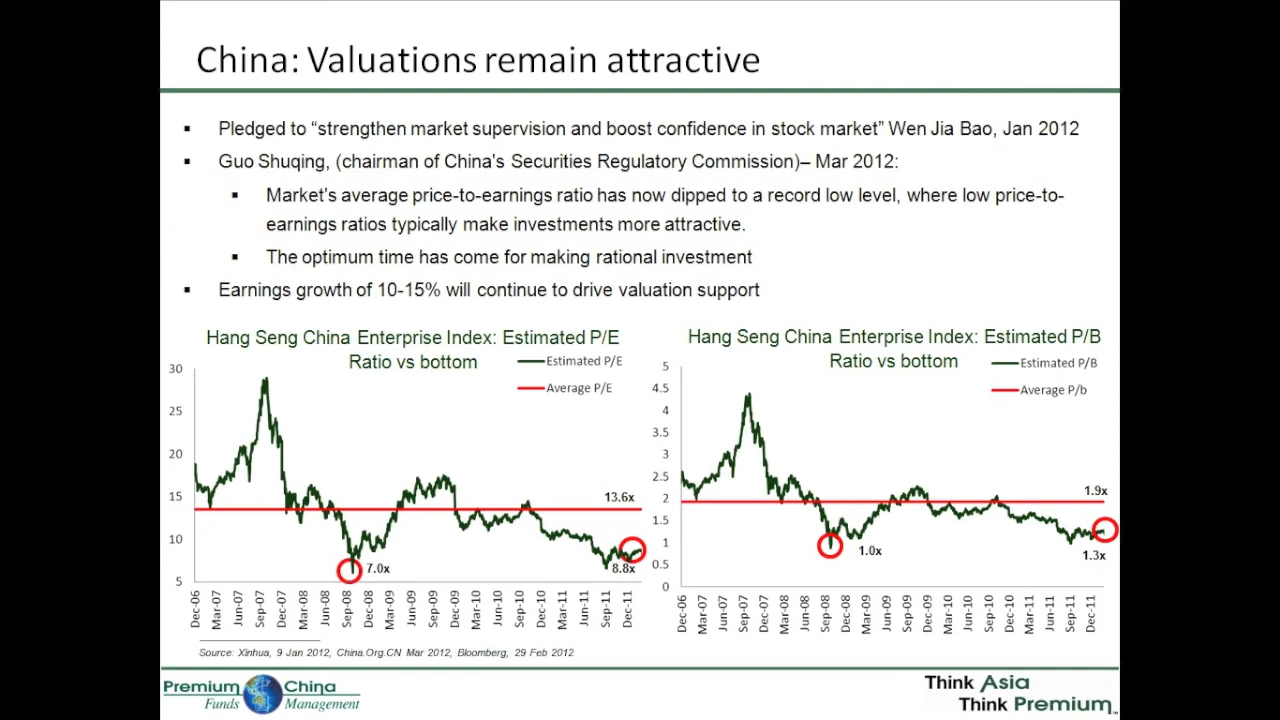 China: Valuations remain attractive
▪ Pledged to “strengthen market supervision and boost confidence in stock market” Wen Jia Bao, Jan 2012
▪ Guo Shuqing, (chairman of China's Securities Regulatory Commission)– Mar 2012:
▪ Market's average price-to-earnings ratio has now dipped to a record low level, where low price-to-
earnings ratios typically make investments more attractive.
▪ The optimum time has come for making rational investment
▪ Earnings growth of 10-15% will continue to drive valuation support
Hang Seng China Enterprise Index: Estimated P/E
Ratio vs bottom
Estimated P/E
Average P/E
30
25
20
15
10
5
13.6x
7.0x
8.8x
Dec-06
Mar-07
Jun-07
Sep-07
Dec-07
Mar-08
Jun-08
Sep-08
Dec-08
Mar-09
Jun-09
Sep-09
Dec-09
Mar-10
Jun-10
Sep-10
Dec-10
Mar-11
Jun-11
Sep-11
Dec-11
Hang Seng China Enterprise Index: Estimated P/B
Ratio vs bottom
Estimated P/B
Average P/b
5
4.5
4
3.5
3
2.5
2
1.5
1
0.5
0
1.9x
1.0x
1.3x
Dec-06
Mar-07
Jun-07
Sep-07
Dec-07
Mar-08
Jun-08
Sep-08
Dec-08
Mar-09
Jun-09
Sep-09
Dec-09
Mar-10
Jun-10
Sep-10
Dec-10
Mar-11
Jun-11
Sep-11
Dec-11
Source: Xinhua, 9 Jan 2012, China.Org.CN Mar 2012, Bloomberg, 29 Feb 2012
Premium China
Funds Management
Think Asia
Think Premium™